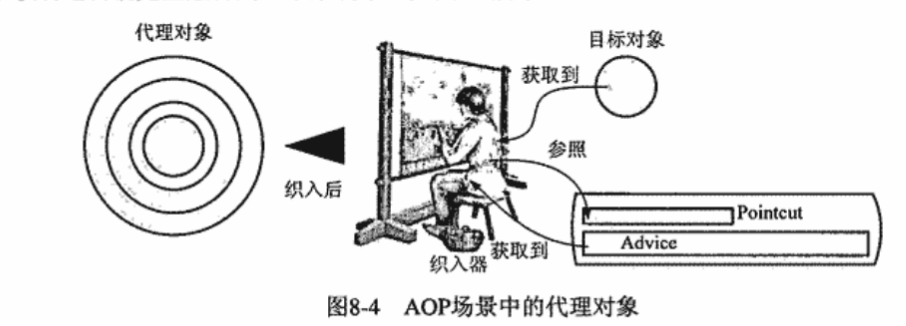 代理对象
目标对象
获取到
参照
织入后
Pointcut
Advice
获取到
织入器
图8-4 AOP场景中的代理对象